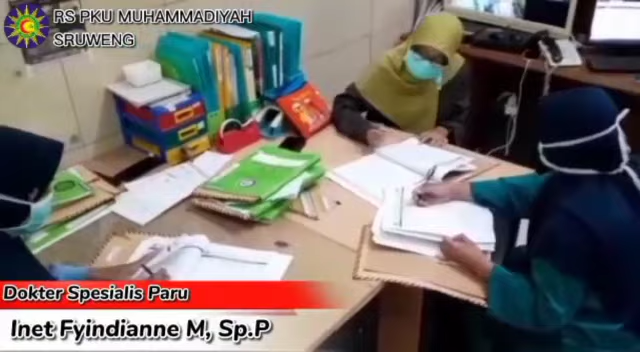 RS PKU MUHAMMADIYAH
SRUWENG
Dokter Spesialis Paru
Inet Fyindianne M, Sp.P